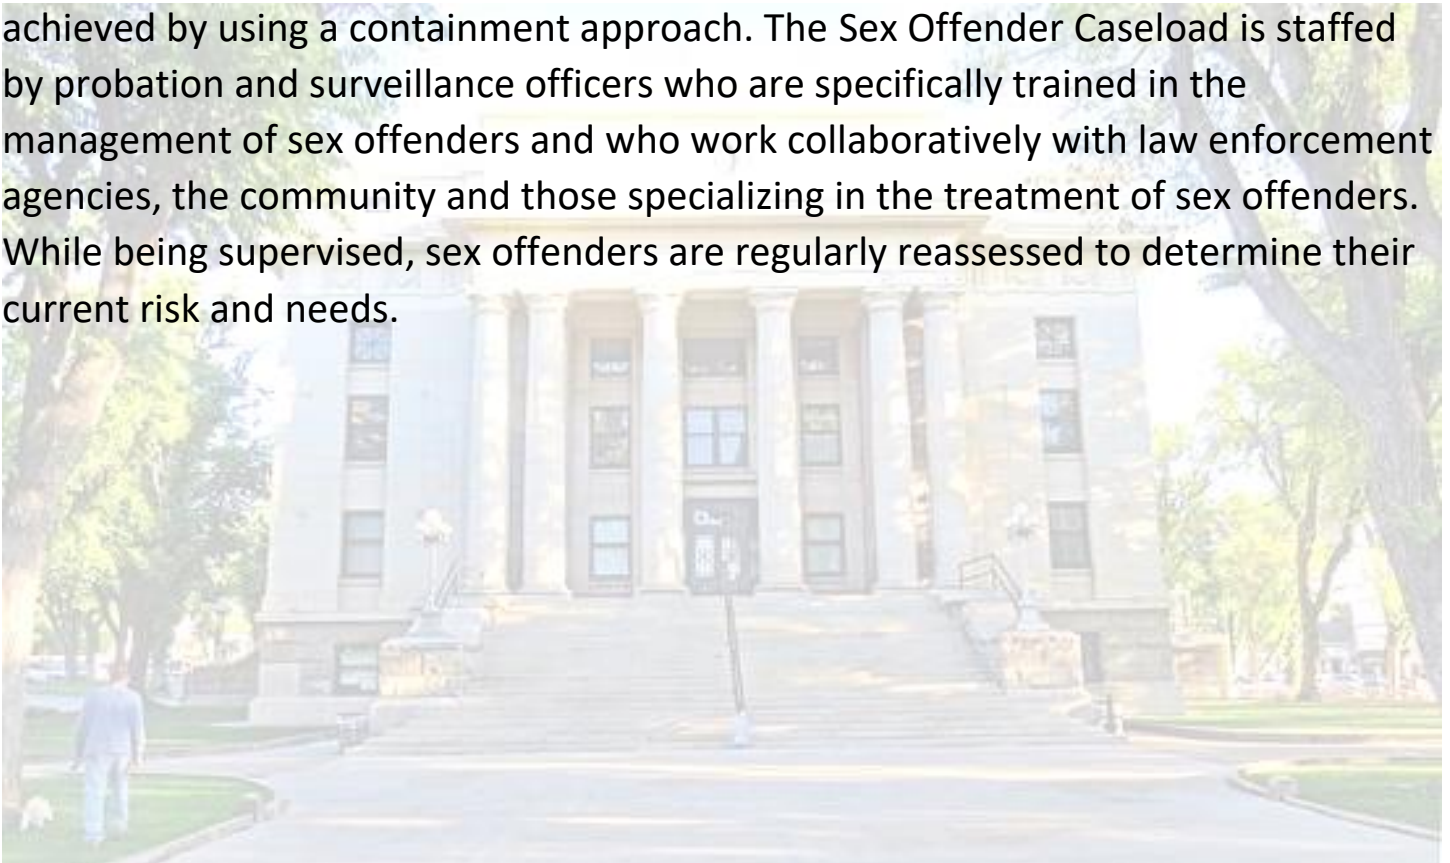 achieved by using a containment approach. The Sex Offender Caseload is staffed
by probation and surveillance officers who are specifically trained in the
management of sex offenders and who work collaboratively with law enforcement
agencies, the community and those specializing in the treatment of sex offenders.
While being supervised, sex offenders are regularly reassessed to determine their
current risk and needs.